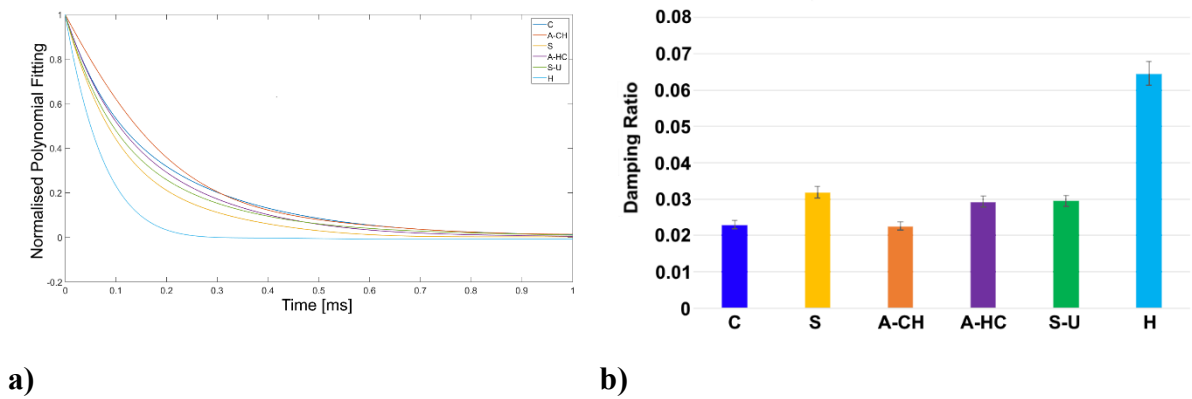 Normalised Polynomial Fitting
1
0.8
0.6
0.4
0.2
0
-0.2
0 0.1 0.2 0.3 0.4 0.5 0.6 0.7 0.8 0.9 1
Time [ms]
C
A-CH
S
A-HC
S-U
H
a)
Damping Ratio
0.08
0.07
0.06
0.05
0.04
0.03
0.02
0.01
0
C S A-CH A-HC S-U H
b)